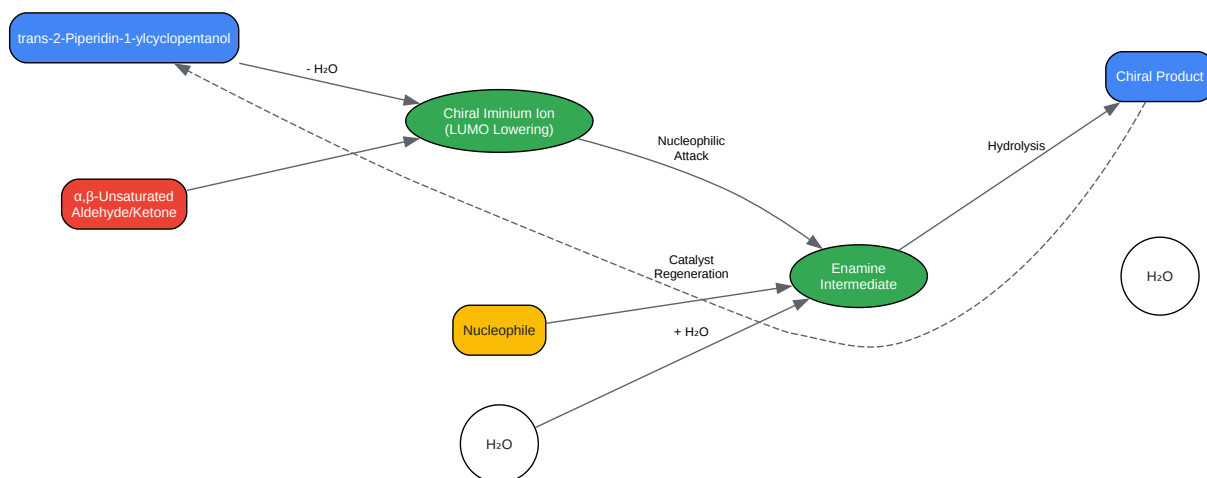 trans-2-Piperidin-1-ylcyclopentanol
- H₂O
Chiral Product
Chiral Iminium Ion
(LUMO Lowering)
Nucleophilic
Attack
Hydrolysis
α,β-Unsaturated
Aldehyde/Ketone
Catalyst
Regeneration
Enamine
Intermediate
H₂O
Nucleophile
+ H₂O
H₂O